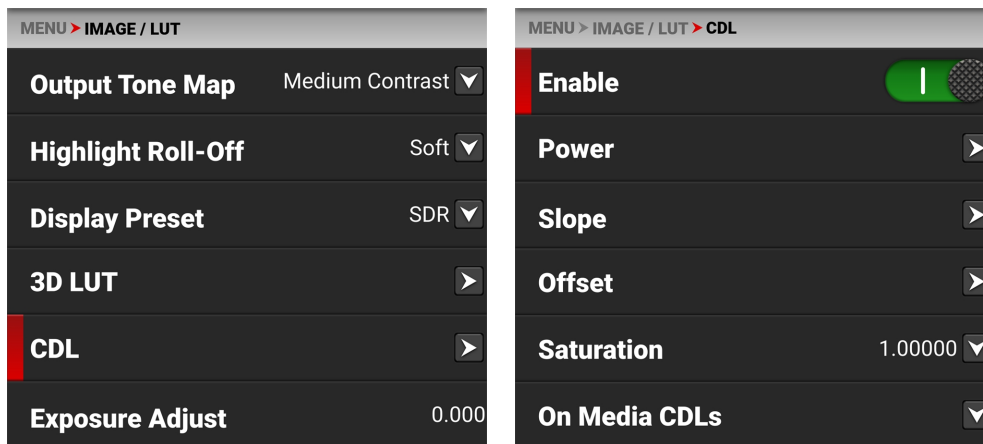 MENU ➤ IMAGE / LUT
Output Tone Map Medium Contrast
Highlight Roll-Off Soft
Display Preset SDR
3D LUT
CDL
Exposure Adjust 0.000
MENU ➤ IMAGE / LUT ➤ CDL
Enable
Power
Slope
Offset
Saturation 1.00000
On Media CDLs